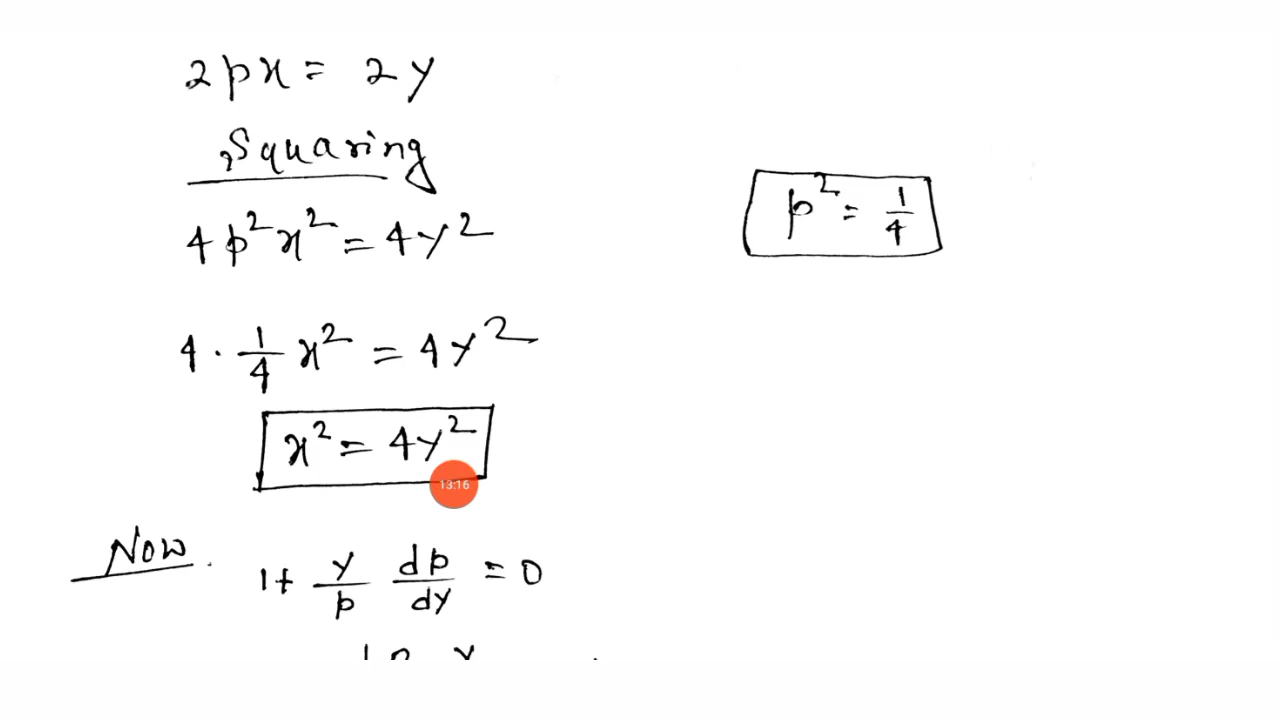 2px = 2y
Squaring
4p²x² = 4y²
p² = 1/4
4 · 1/4 x² = 4y²
x² = 4y²
13:16
Now. 1 + y/p dp/dy = 0